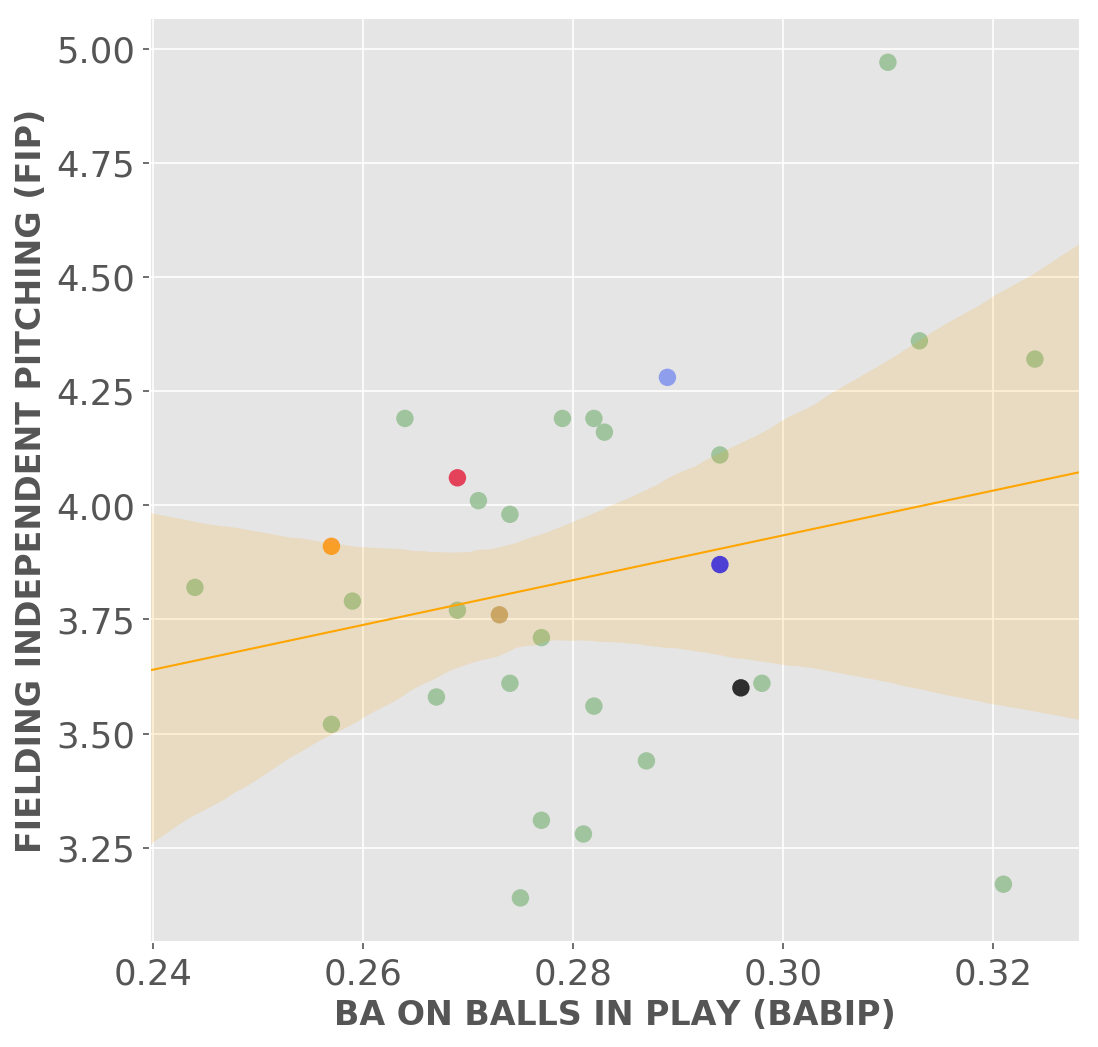 5.00
4.75
4.50
4.25
4.00
3.75
3.50
3.25
FIELDING INDEPENDENT PITCHING (FIP)
0.24 0.26 0.28 0.30 0.32
BA ON BALLS IN PLAY (BABIP)